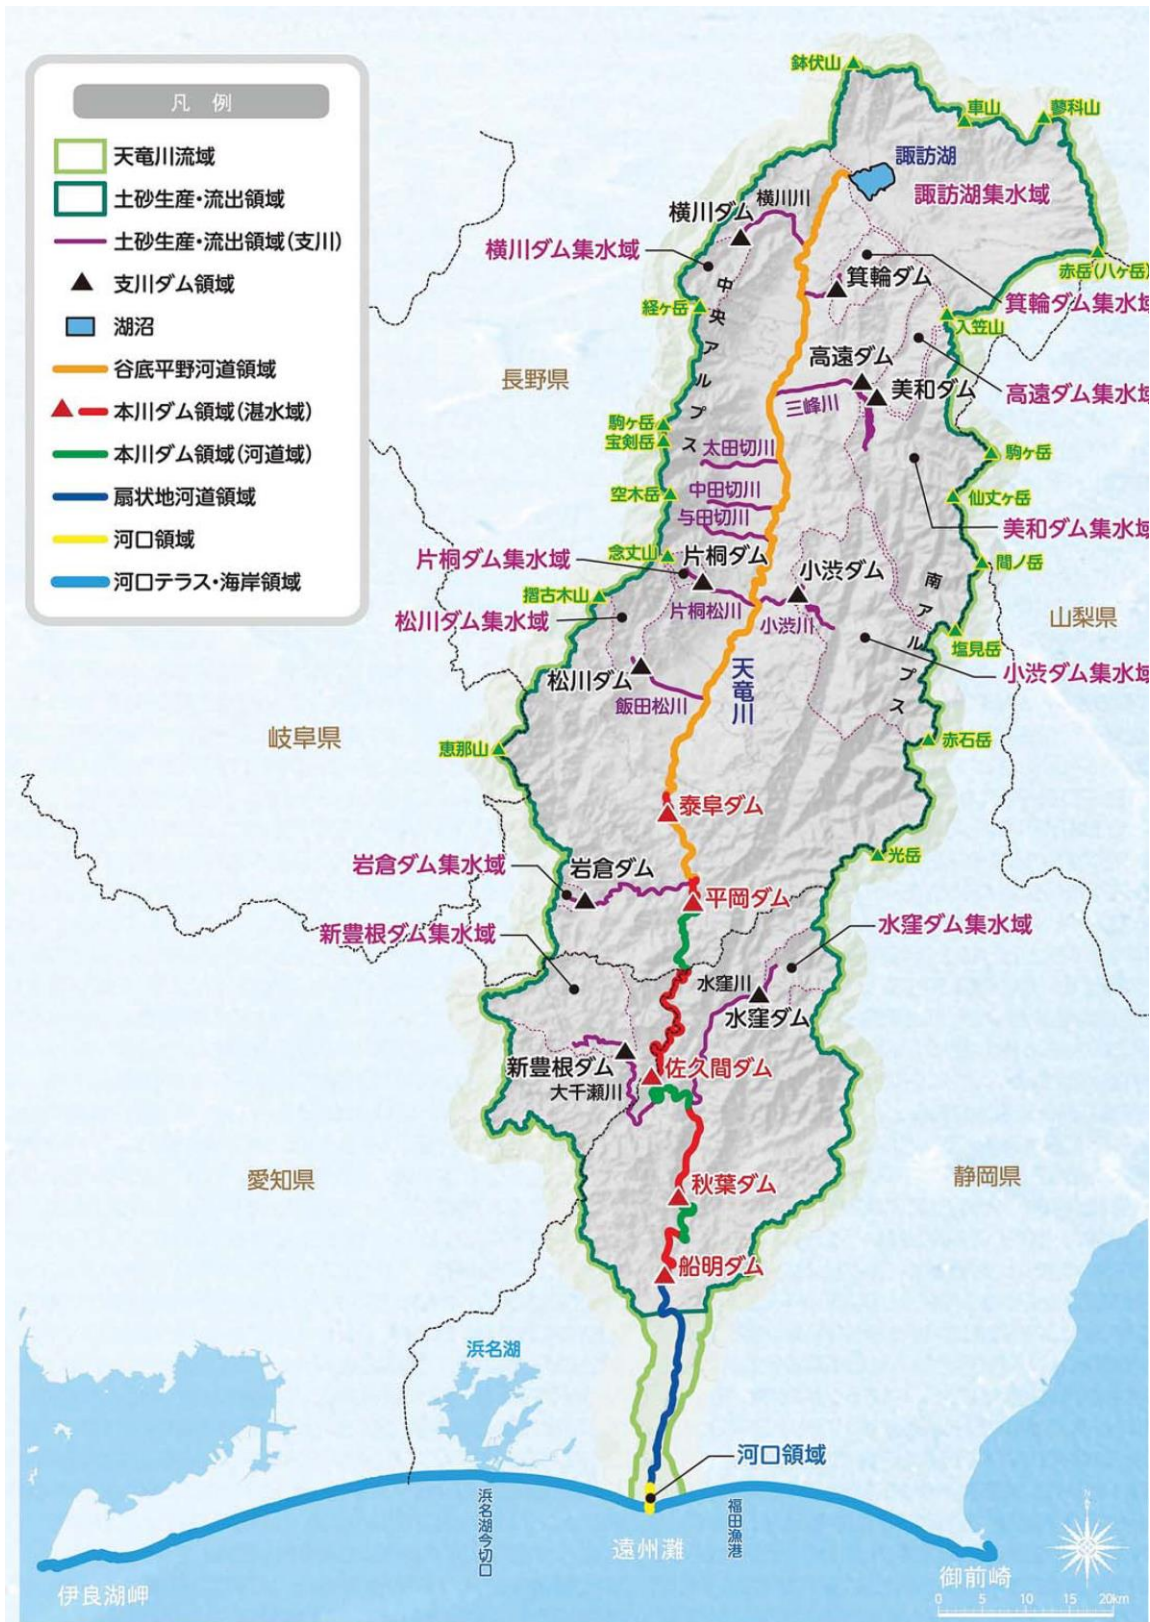 凡 例
天竜川流域
土砂生産・流出領域
土砂生産・流出領域(支川)
支川ダム領域
湖沼
谷底平野河道領域
本川ダム領域(湛水域)
本川ダム領域(河道域)
扇状地河道領域
河口領域
河口テラス・海岸領域
鉢伏山
車山
蓼科山
諏訪湖
諏訪湖集水域
横川ダム
横川川
横川ダム集水域
赤岳(八ヶ岳)
箕輪ダム
箕輪ダム集水域
経ヶ岳
中央アルプス
入笠山
長野県
高遠ダム
美和ダム
高遠ダム集水域
三峰川
駒ヶ岳
宝剣岳
太田切川
駒ヶ岳
空木岳
中田切川
仙丈ヶ岳
与田切川
美和ダム集水域
念丈山
片桐ダム
片桐ダム集水域
小渋ダム
間ノ岳
摺古木山
南アルプス
松川ダム集水域
片桐松川
小渋川
山梨県
塩見岳
松川ダム
天竜川
小渋ダム集水域
飯田松川
岐阜県
恵那山
赤石岳
泰阜ダム
光岳
岩倉ダム集水域
岩倉ダム
平岡ダム
新豊根ダム集水域
水窪ダム集水域
水窪川
水窪ダム
新豊根ダム
佐久間ダム
大千瀬川
愛知県
静岡県
秋葉ダム
船明ダム
浜名湖
河口領域
浜名湖今切口
福田漁港
遠州灘
伊良湖岬
御前崎
0 5 10 15 20km